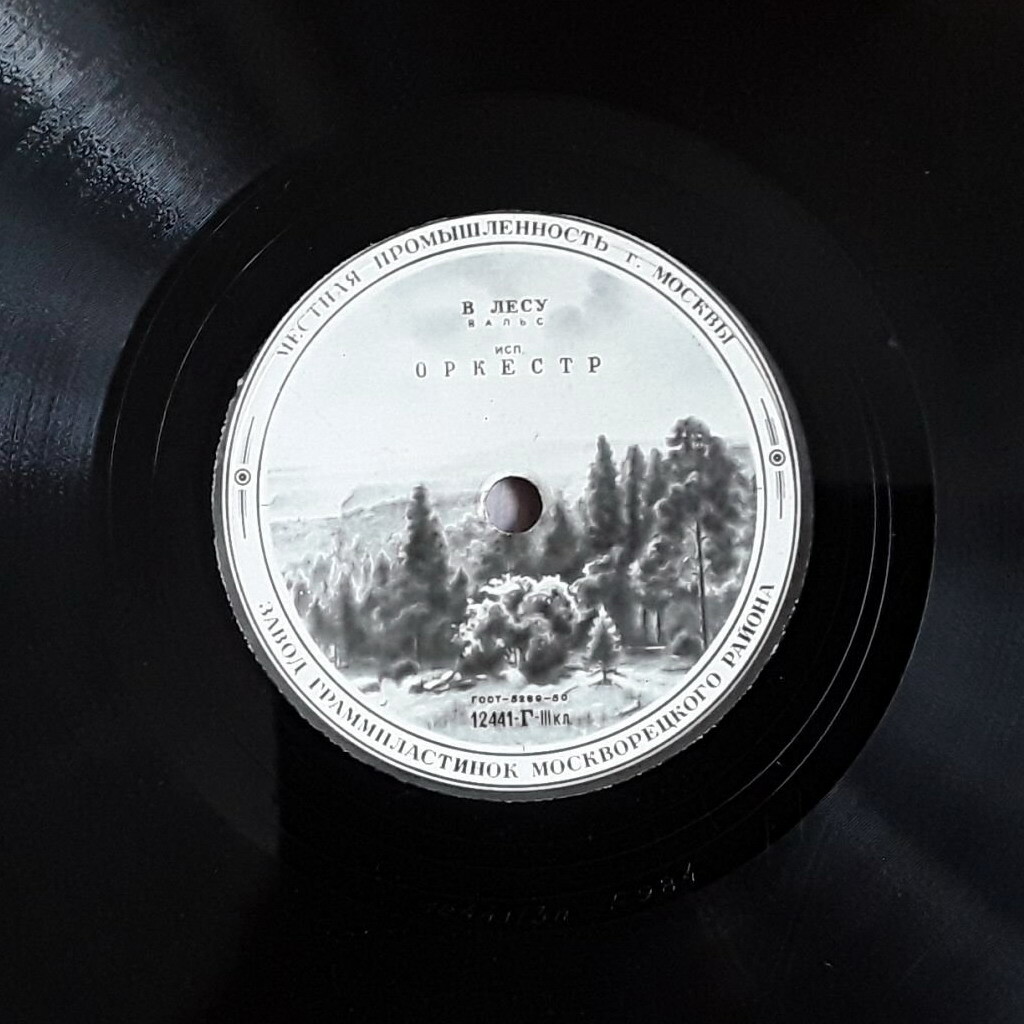 МЕСТНАЯ ПРОМЫШЛЕННОСТЬ г. МОСКВЫ
В ЛЕСУ
ВАЛЬС
ИСП.
ОРКЕСТР
ГОСТ-5289-50
12441-Г-III кл.
ЗАВОД ГРАММПЛАСТИНОК МОСКВОРЕЦКОГО РАЙОНА